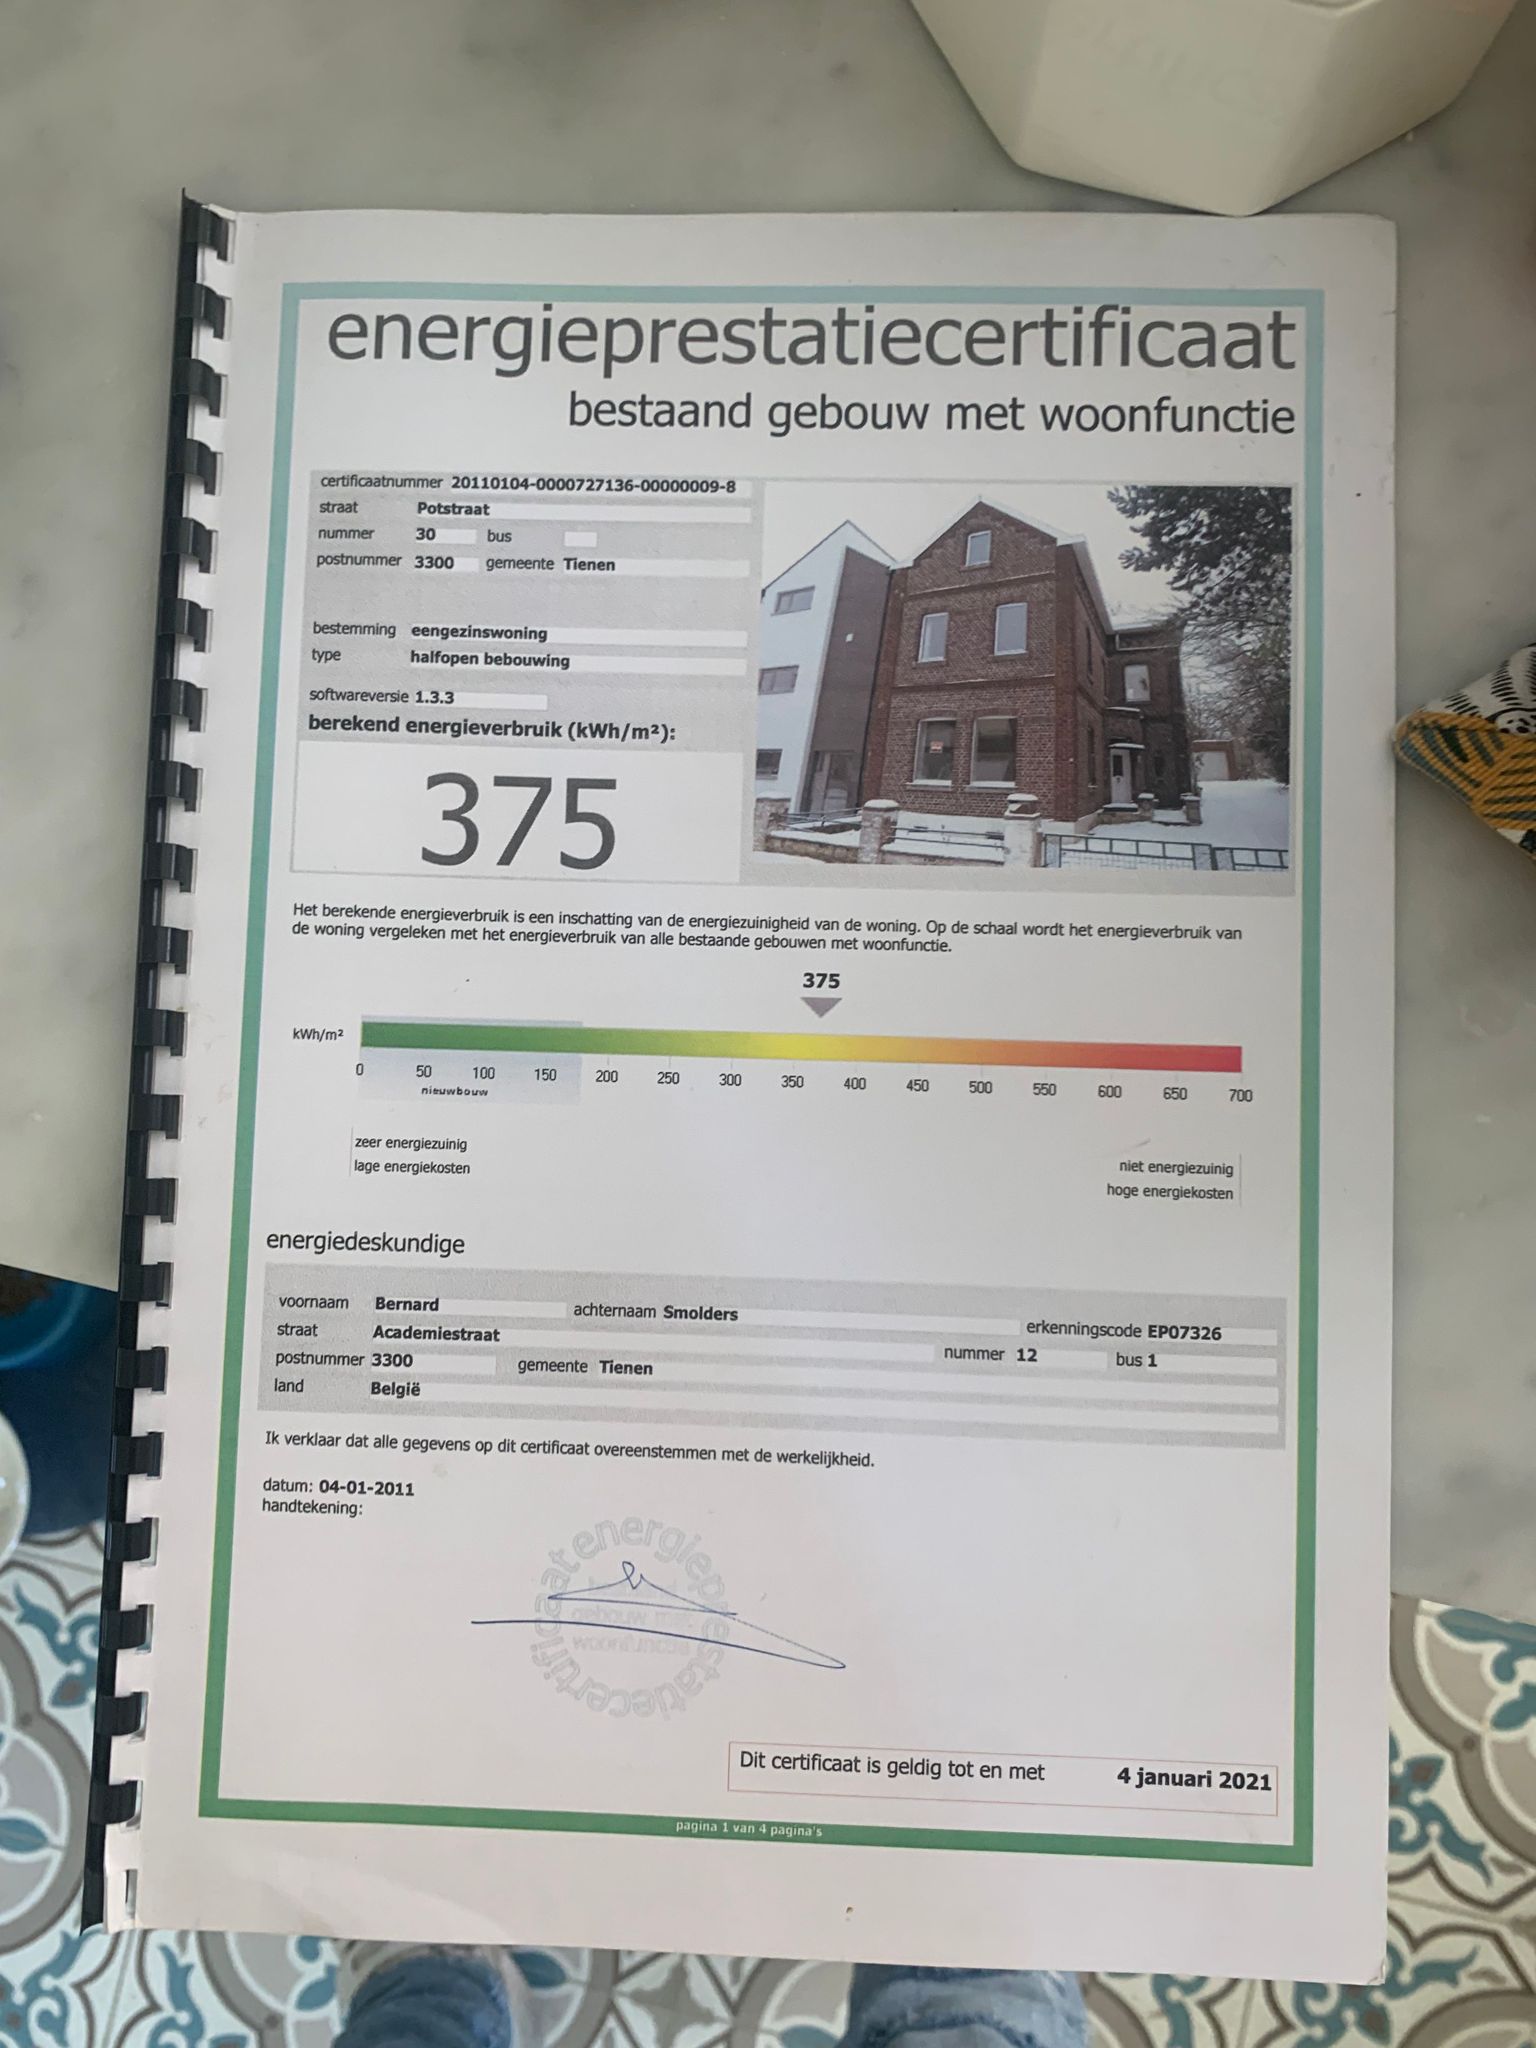 energieprestatiecertificaat
bestaand gebouw met woonfunctie
certificaatnummer 20110104-0000727136-00000009-8
straat Potstraat
nummer 30 bus
postnummer 3300 gemeente Tienen
bestemming eengezinswoning
type halfopen bebouwing
softwareversie 1.3.3
berekend energieverbruik (kWh/m²):
375
Het berekende energieverbruik is een inschatting van de energiezuinigheid van de woning. Op de schaal wordt het energieverbruik van
de woning vergeleken met het energieverbruik van alle bestaande gebouwen met woonfunctie.
375
kWh/m²
0 50 100 150 200 250 300 350 400 450 500 550 600 650 700
nieuwbouw
zeer energiezuinig
lage energiekosten
niet energiezuinig
hoge energiekosten
energiedeskundige
voornaam Bernard achternaam Smolders erkenningscode EP07326
straat Academiestraat nummer 12 bus 1
postnummer 3300 gemeente Tienen
land België
Ik verklaar dat alle gegevens op dit certificaat overeenstemmen met de werkelijkheid.
datum: 04-01-2011
handtekening:
energieprestatiecertificaat
gebouw met
woonfunctie
Dit certificaat is geldig tot en met 4 januari 2021
pagina 1 van 4 pagina's